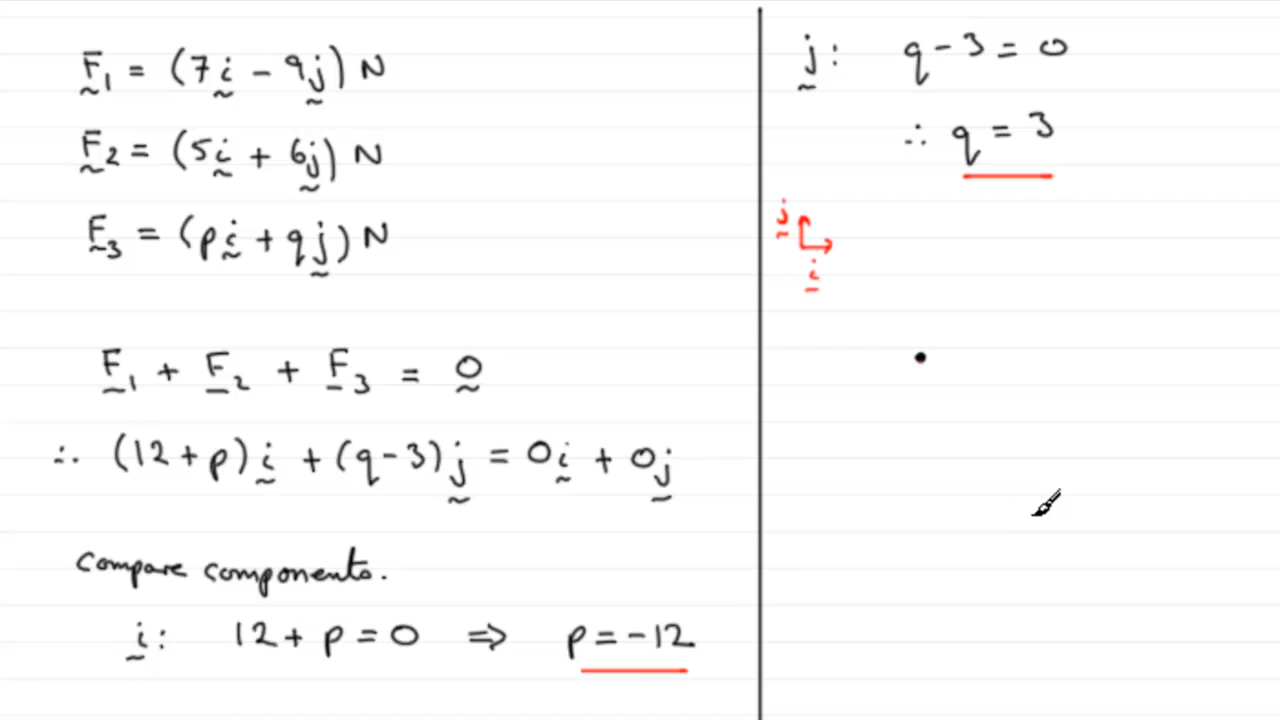 F₁ = (7i - 9j) N
F₂ = (5i + 6j) N
F₃ = (pi + qj) N
F₁ + F₂ + F₃ = 0
∴ (12 + p)i + (q - 3)j = 0i + 0j
Compare components.
i: 12 + p = 0 ⇒ p = -12
j: q - 3 = 0
∴ q = 3
j
i